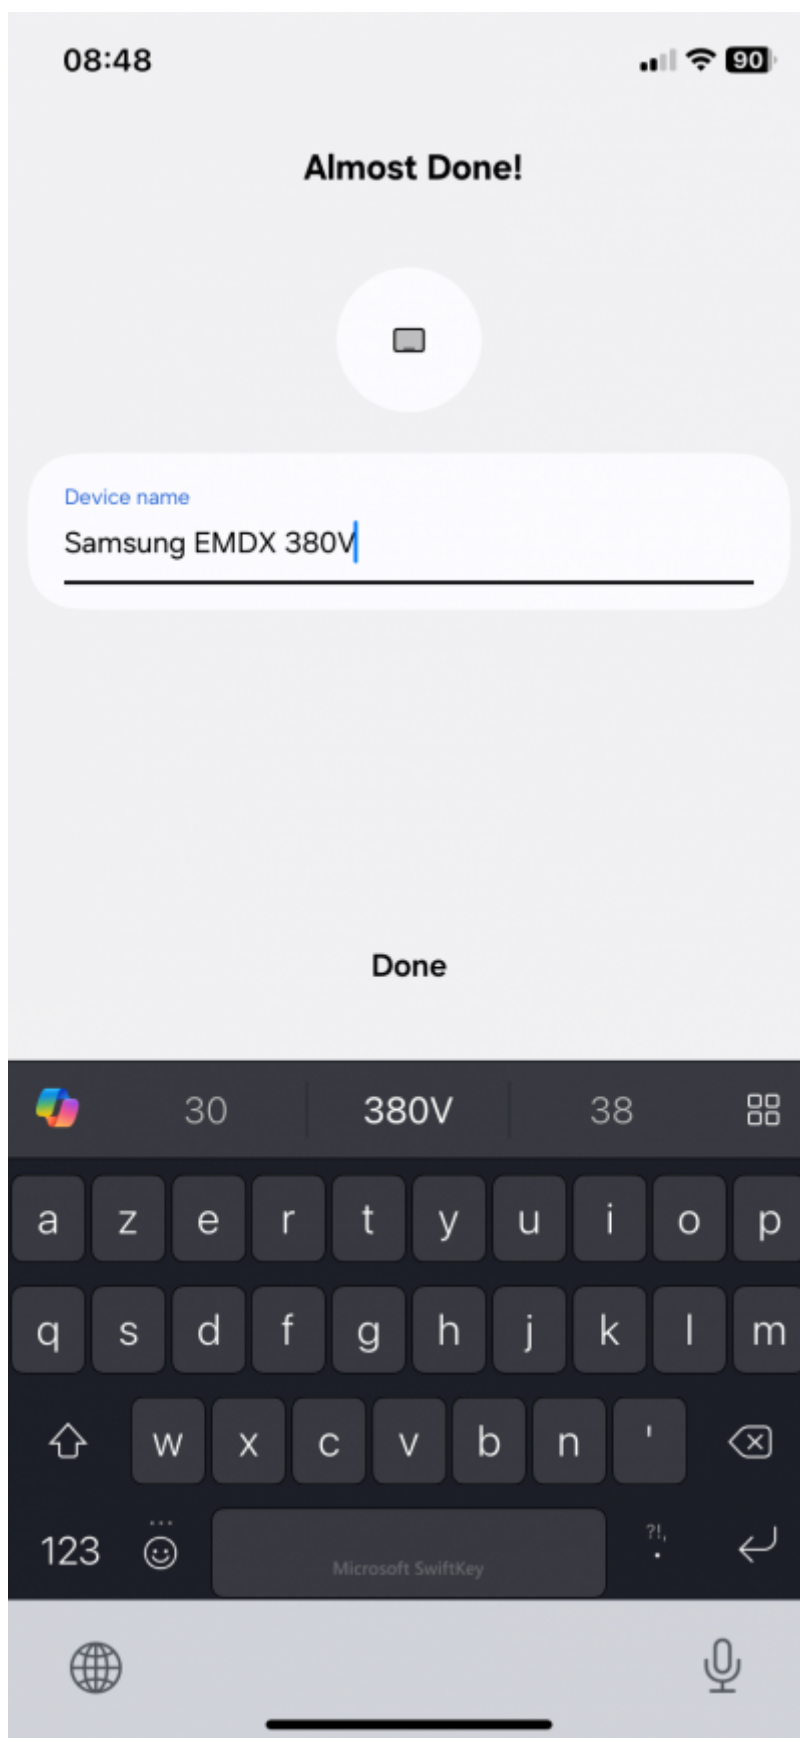 08:48 90
Almost Done!
Device name
Samsung EMDX 380V
Done
30 380V 38
a z e r t y u i o p
q s d f g h j k l m
w x c v b n '
123 ?!, .
Microsoft SwiftKey